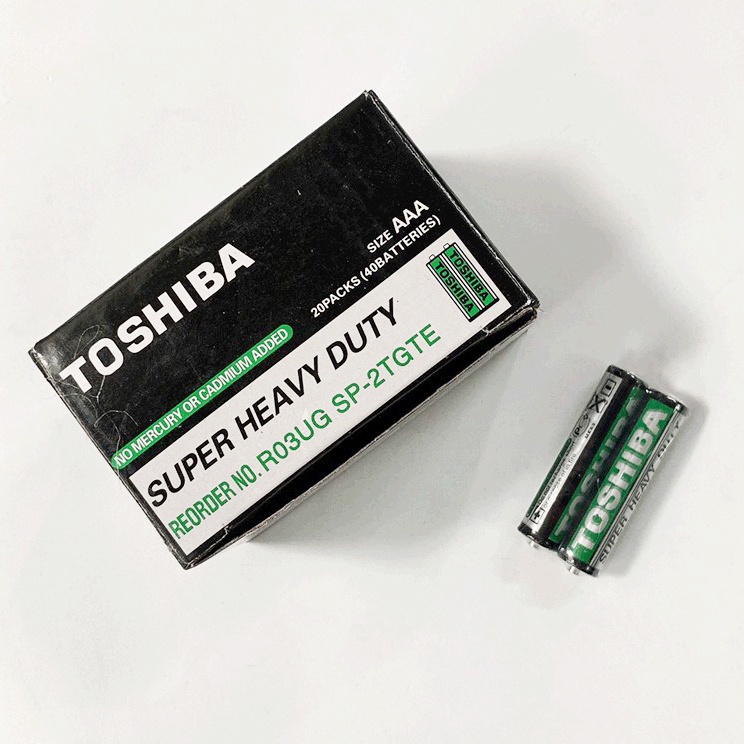 TOSHIBA
SIZE AAA
20PACKS (40BATTERIES)
TOSHIBA
TOSHIBA
NO MERCURY OR CADMIUM ADDED
SUPER HEAVY DUTY
REORDER NO. R03UG SP-2TGTE
TOSHIBA
TOSHIBA
SUPER HEAVY DUTY